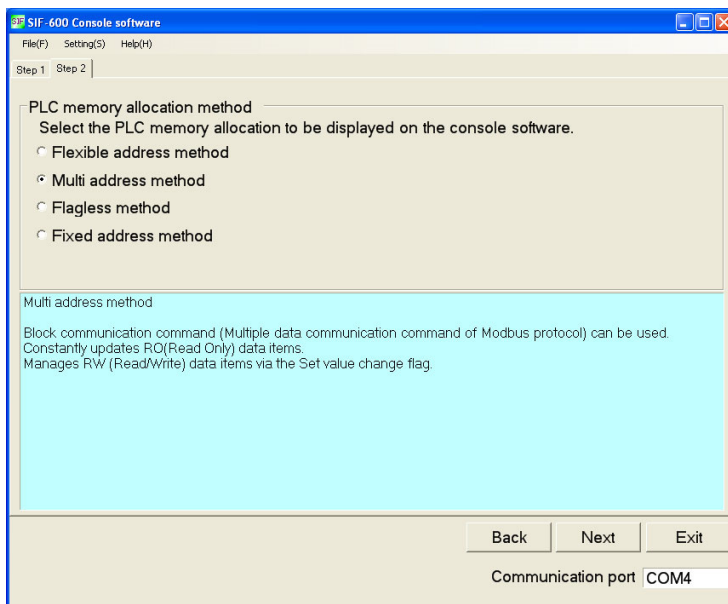 SIF SIF-600 Console software
File(F) Setting(S) Help(H)
Step 1 Step 2
PLC memory allocation method
Select the PLC memory allocation to be displayed on the console software.
Flexible address method
Multi address method
Flagless method
Fixed address method
Multi address method
Block communication command (Multiple data communication command of Modbus protocol) can be used.
Constantly updates RO(Read Only) data items.
Manages RW (Read/Write) data items via the Set value change flag.
Back Next Exit
Communication port COM4